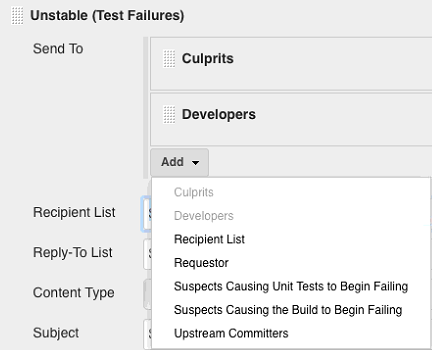 Unstable (Test Failures)
Send To
Culprits
Developers
Add
Culprits
Developers
Recipient List
Requestor
Suspects Causing Unit Tests to Begin Failing
Suspects Causing the Build to Begin Failing
Upstream Committers
Recipient List
Reply-To List
Content Type
Subject